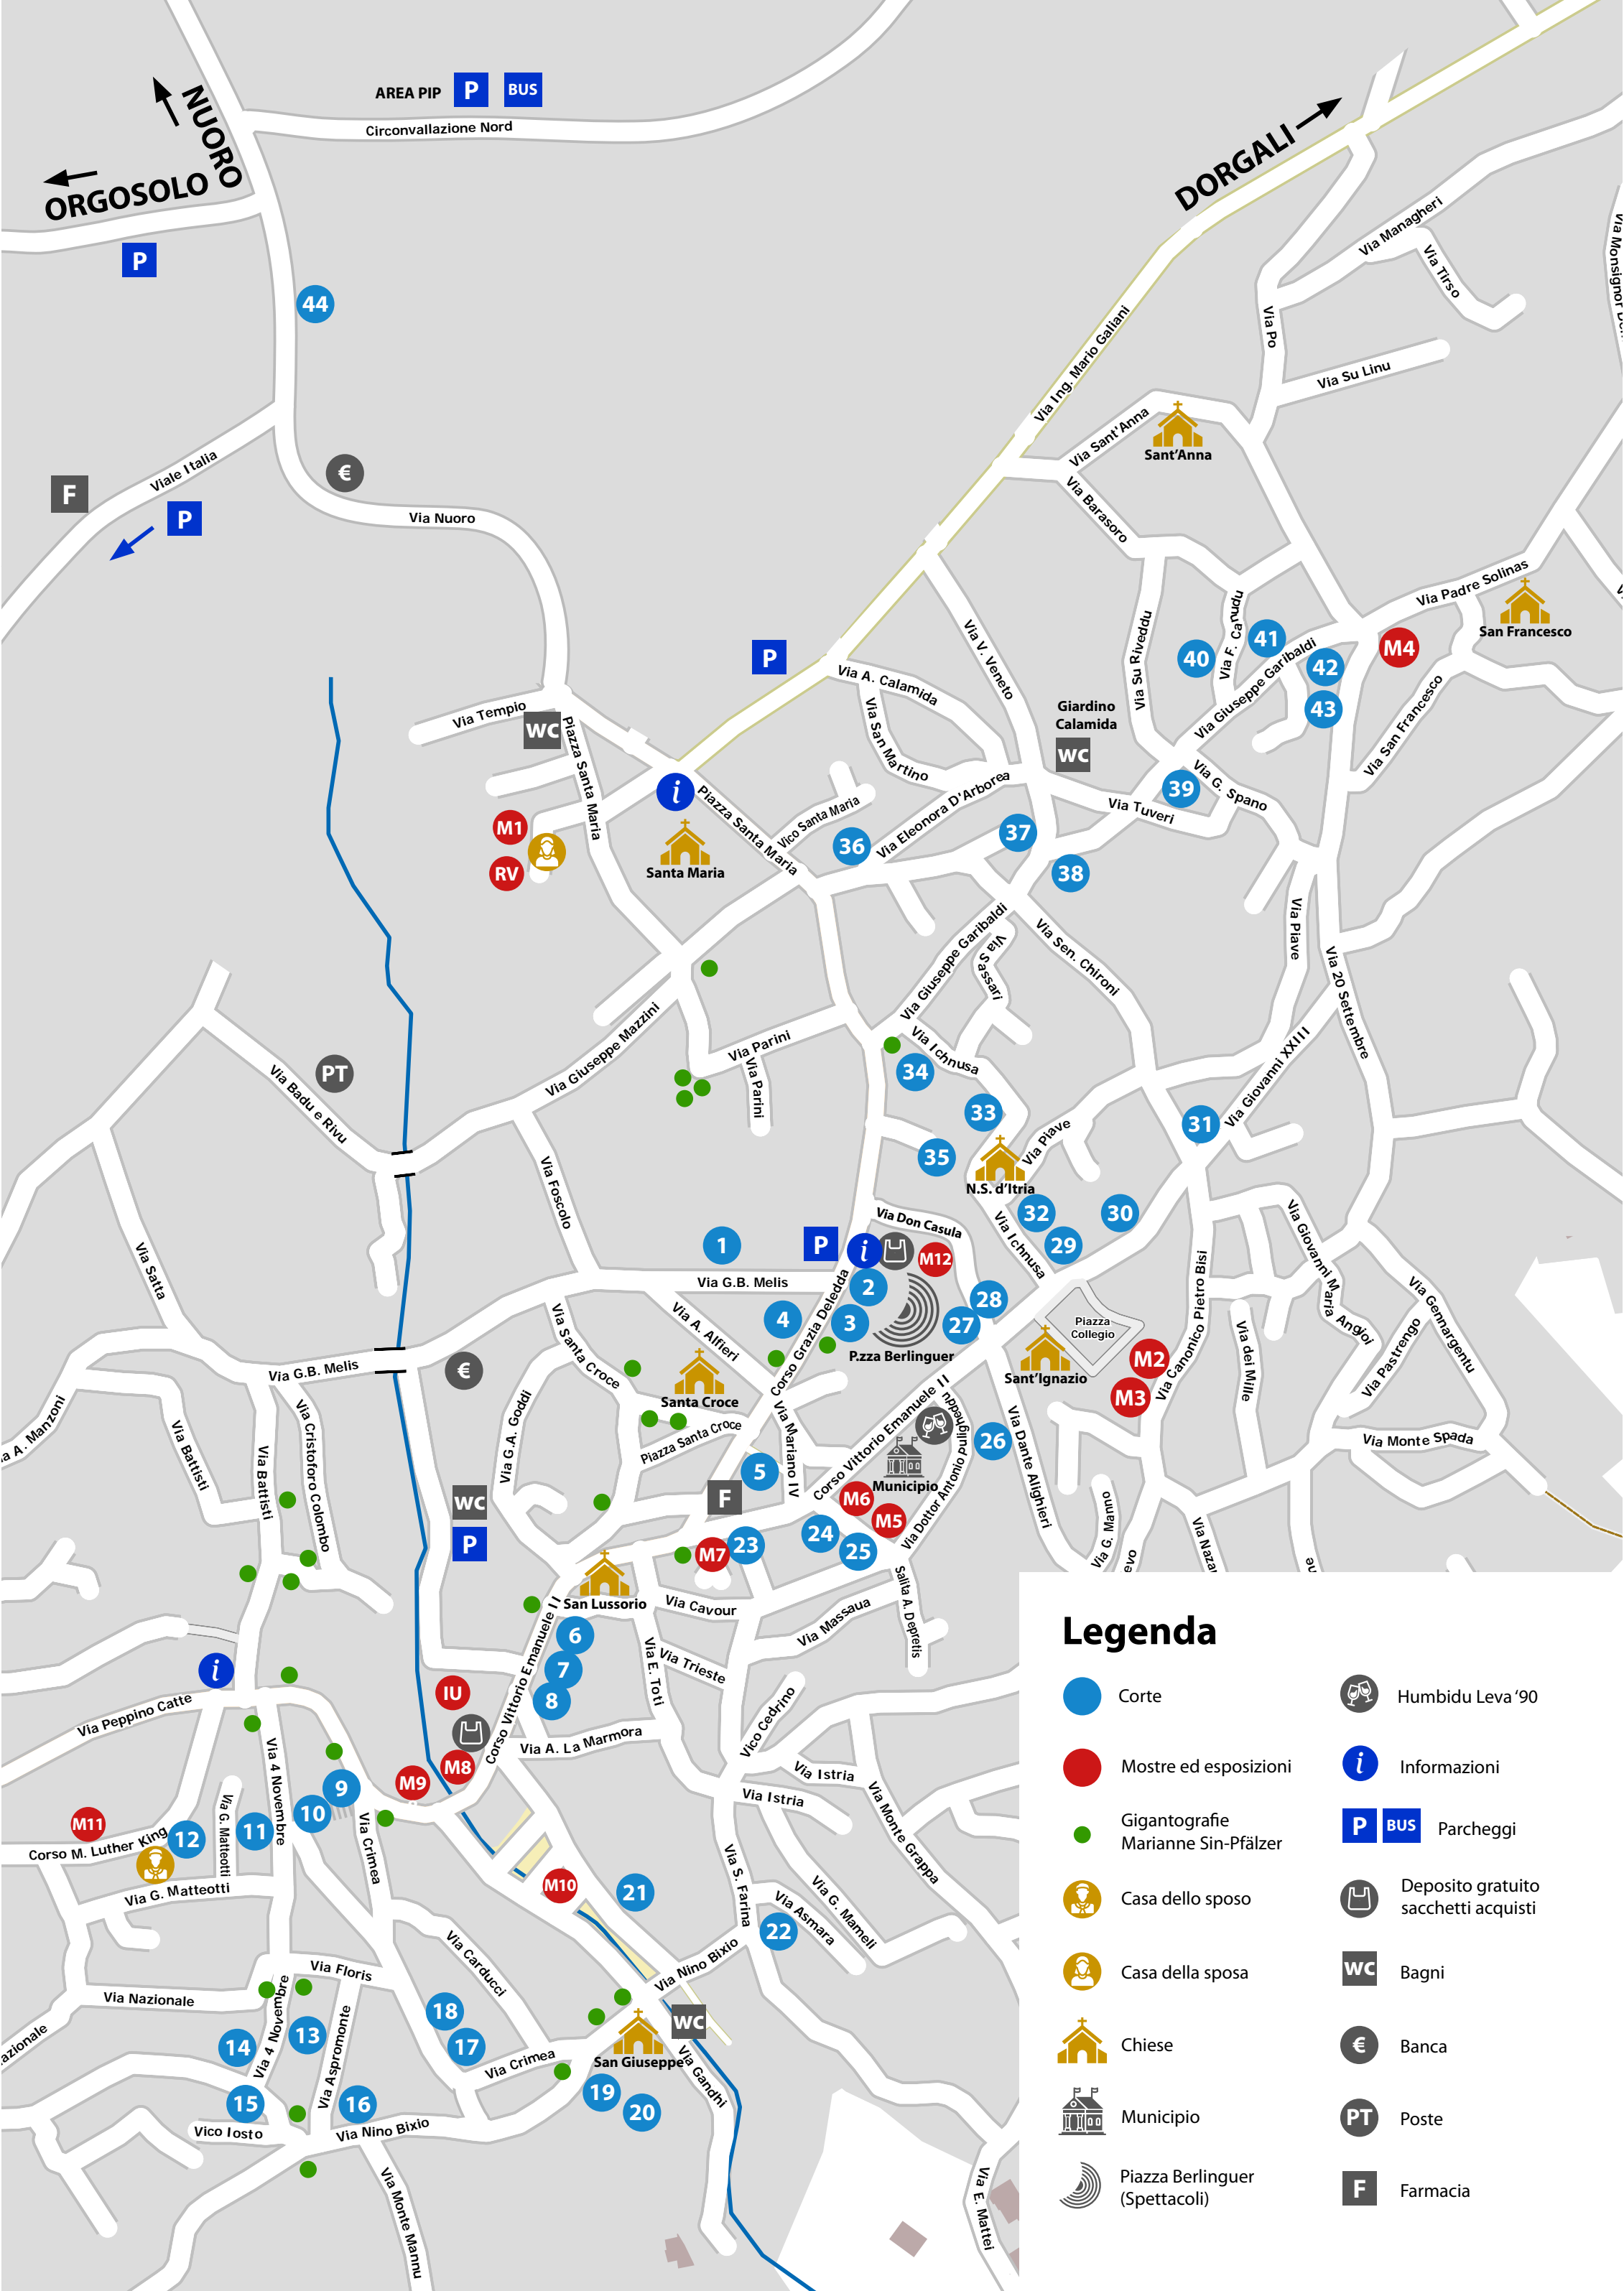 AREA PIP
P
BUS
Circonvallazione Nord
NUORO
ORGOSOLO
P
DORGALI
44
Via Managheri
Via Tirso
Via Po
Via Su Linu
Via Ing. Mario Galiani
Via Sant'Anna
Sant'Anna
Via Barasoro
Viale Italia
F
P
€
Via Nuoro
Via Padre Solinas
San Francesco
Via V. Veneto
Via Su Riveddu
Via F. Canudu
40
41
Via Giuseppe Garibaldi
42
43
M4
Via San Francesco
P
Via A. Calamida
Via San Martino
Giardino
Calamida
WC
Via Tempio
WC
Piazza Santa Maria
i
Piazza Santa Maria
Vico Santa Maria
Santa Maria
M1
RV
36
Via Eleonora D'Arborea
37
38
39
Via G. Spano
Via Tuveri
Via Giuseppe Garibaldi
Via Sassari
Via Sen. Chironi
Via Piave
Via 20 Settembre
Via Giovanni XXIII
Via Giuseppe Mazzini
Via Parini
Via Parini
PT
Via Badu e Rivu
Via Ichnusa
34
33
35
31
Via Piave
N.S. d'Itria
Via Foscolo
Via Satta
1
P
i
Via Don Casula
M12
32
30
29
Via Ichnusa
Via G.B. Melis
2
3
4
28
27
Corso Grazia Deledda
P.zza Berlinguer
Piazza
Collegio
Sant'Ignazio
M2
M3
Via Canonico Pietro Bisi
Via Giovanni Maria Angioi
Via dei Mille
Via Pastrengo
Via Gennargentu
Via Monte Spada
Via G.B. Melis
€
Via Santa Croce
Via A. Alfieri
Santa Croce
Piazza Santa Croce
Via G.A. Goddi
Via Mariano IV
Corso Vittorio Emanuele II
Municipio
Via Dottor Antonio Puligheddu
26
Via Dante Alighieri
Via G. Manno
Via Battisti
Via Battisti
Via Cristoforo Colombo
WC
P
5
F
M6
M5
24
25
M7
23
San Lussorio
Via Cavour
Via Massaua
Salita A. Depretis
6
7
8
Corso Vittorio Emanuele II
Via E. Toti
Via Trieste
Via A. La Marmora
Vico Cedrino
Via Istria
Via Istria
Via Monte Grappa
i
Via Peppino Catte
IU
M8
M9
Via 4 Novembre
9
10
11
12
M11
Corso M. Luther King
Via G. Matteotti
Via G. Matteotti
Via Crimea
M10
21
22
Via S. Farina
Via Asmara
Via G. Mameli
Via Nino Bixio
Via Carducci
Via Floris
Via Nazionale
azionale
Via 4 Novembre
Via Aspromonte
13
14
15
16
17
18
Via Crimea
Vico Iosto
Via Nino Bixio
WC
San Giuseppe
19
20
Via Gandhi
Via Monte Mannu
Via E. Mattei
Legenda
Corte
Mostre ed esposizioni
Gigantografie
Marianne Sin-Pfälzer
Casa dello sposo
Casa della sposa
Chiese
Municipio
Piazza Berlinguer
(Spettacoli)
Humbidu Leva '90
i Informazioni
P BUS Parcheggi
Deposito gratuito
sacchetti acquisti
WC Bagni
€ Banca
PT Poste
F Farmacia